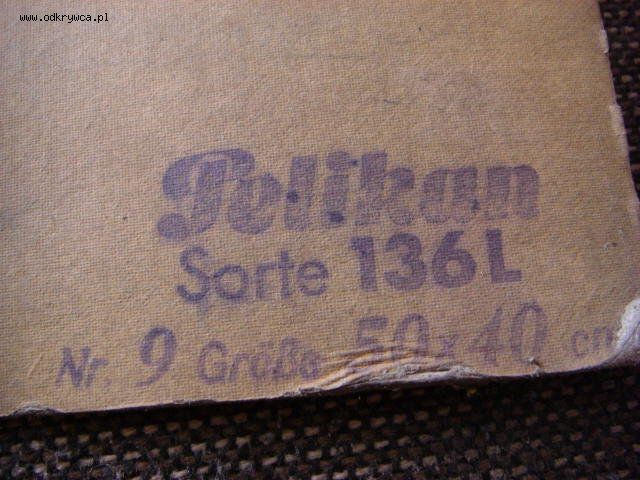 www.odkrywca.pl
Pelikan
Sorte 136L
Nr. 9 Größe 50x40 cm